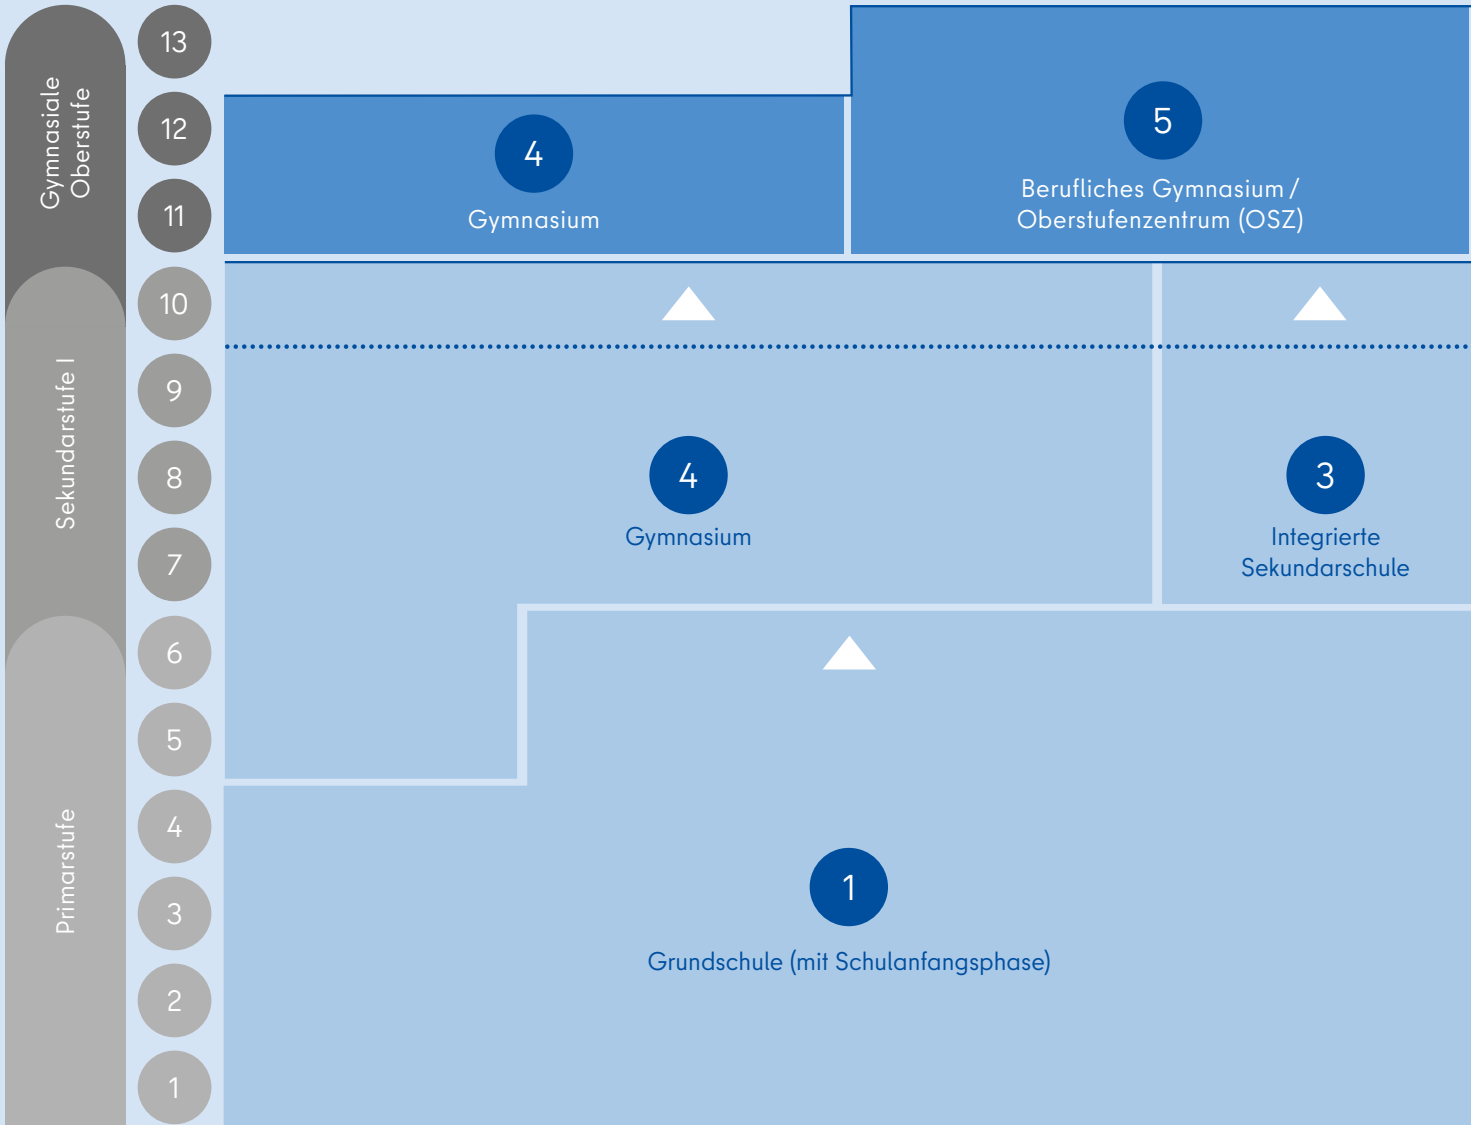 Gymnasiale
Oberstufe
13
12
11
4
Gymnasium
5
Berufliches Gymnasium /
Oberstufenzentrum (OSZ)
Sekundarstufe I
10
9
8
7
4
Gymnasium
3
Integrierte
Sekundarschule
Primarstufe
6
5
4
3
2
1
1
Grundschule (mit Schulanfangsphase)